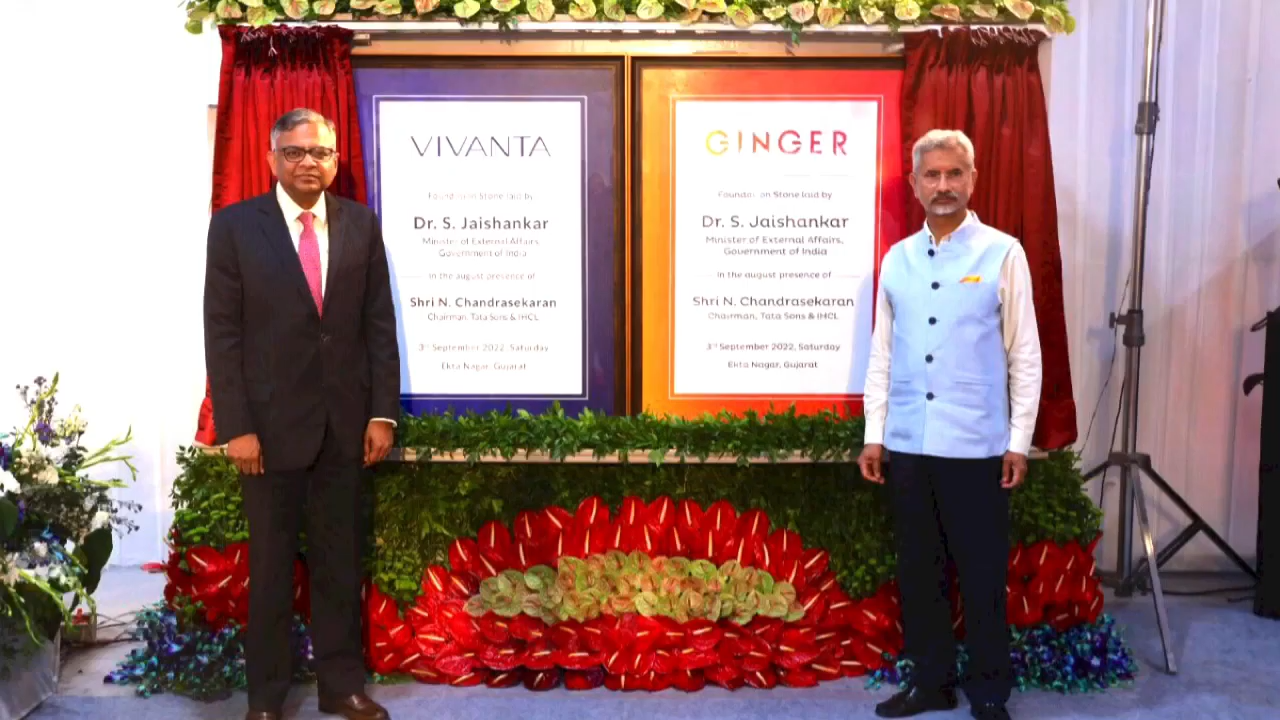 VIVANTA
Foundation Stone laid by
Dr. S. Jaishankar
Minister of External Affairs,
Government of India
in the august presence of
Shri N. Chandrasekaran
Chairman, Tata Sons & IHCL
3rd September 2022, Saturday
Ekta Nagar, Gujarat
GINGER
Foundation Stone laid by
Dr. S. Jaishankar
Minister of External Affairs,
Government of India
in the august presence of
Shri N. Chandrasekaran
Chairman, Tata Sons & IHCL
3rd September 2022, Saturday
Ekta Nagar, Gujarat